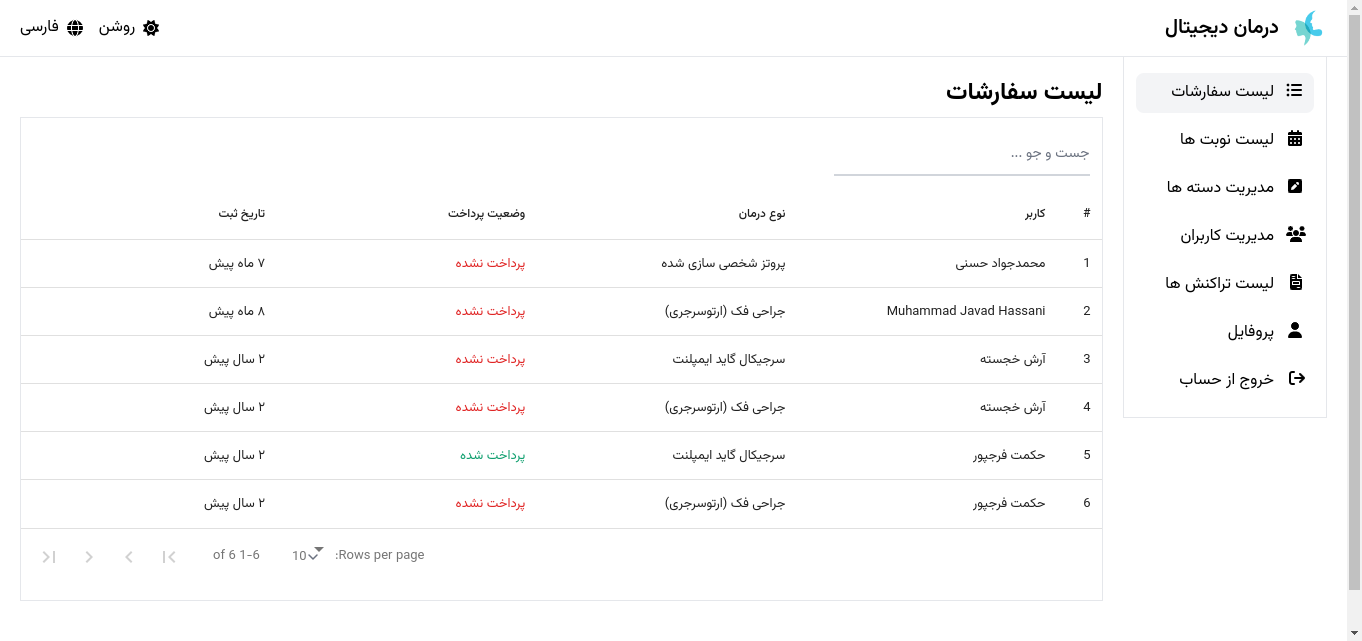 درمان دیجیتال
روشن
فارسی
لیست سفارشات
لیست نوبت ها
مدیریت دسته ها
مدیریت کاربران
لیست تراکنش ها
پروفایل
خروج از حساب
لیست سفارشات
جست و جو ...
# کاربر نوع درمان وضعیت پرداخت تاریخ ثبت
1 محمدجواد حسنی پروتز شخصی سازی شده پرداخت نشده ۷ ماه پیش
2 Muhammad Javad Hassani جراحی فک (ارتوسرجری) پرداخت نشده ۸ ماه پیش
3 آرش خجسته سرجیکال گاید ایمپلنت پرداخت نشده ۲ سال پیش
4 آرش خجسته جراحی فک (ارتوسرجری) پرداخت نشده ۲ سال پیش
5 حکمت فرجپور سرجیکال گاید ایمپلنت پرداخت شده ۲ سال پیش
6 حکمت فرجپور جراحی فک (ارتوسرجری) پرداخت نشده ۲ سال پیش
:Rows per page 10 of 6 1-6